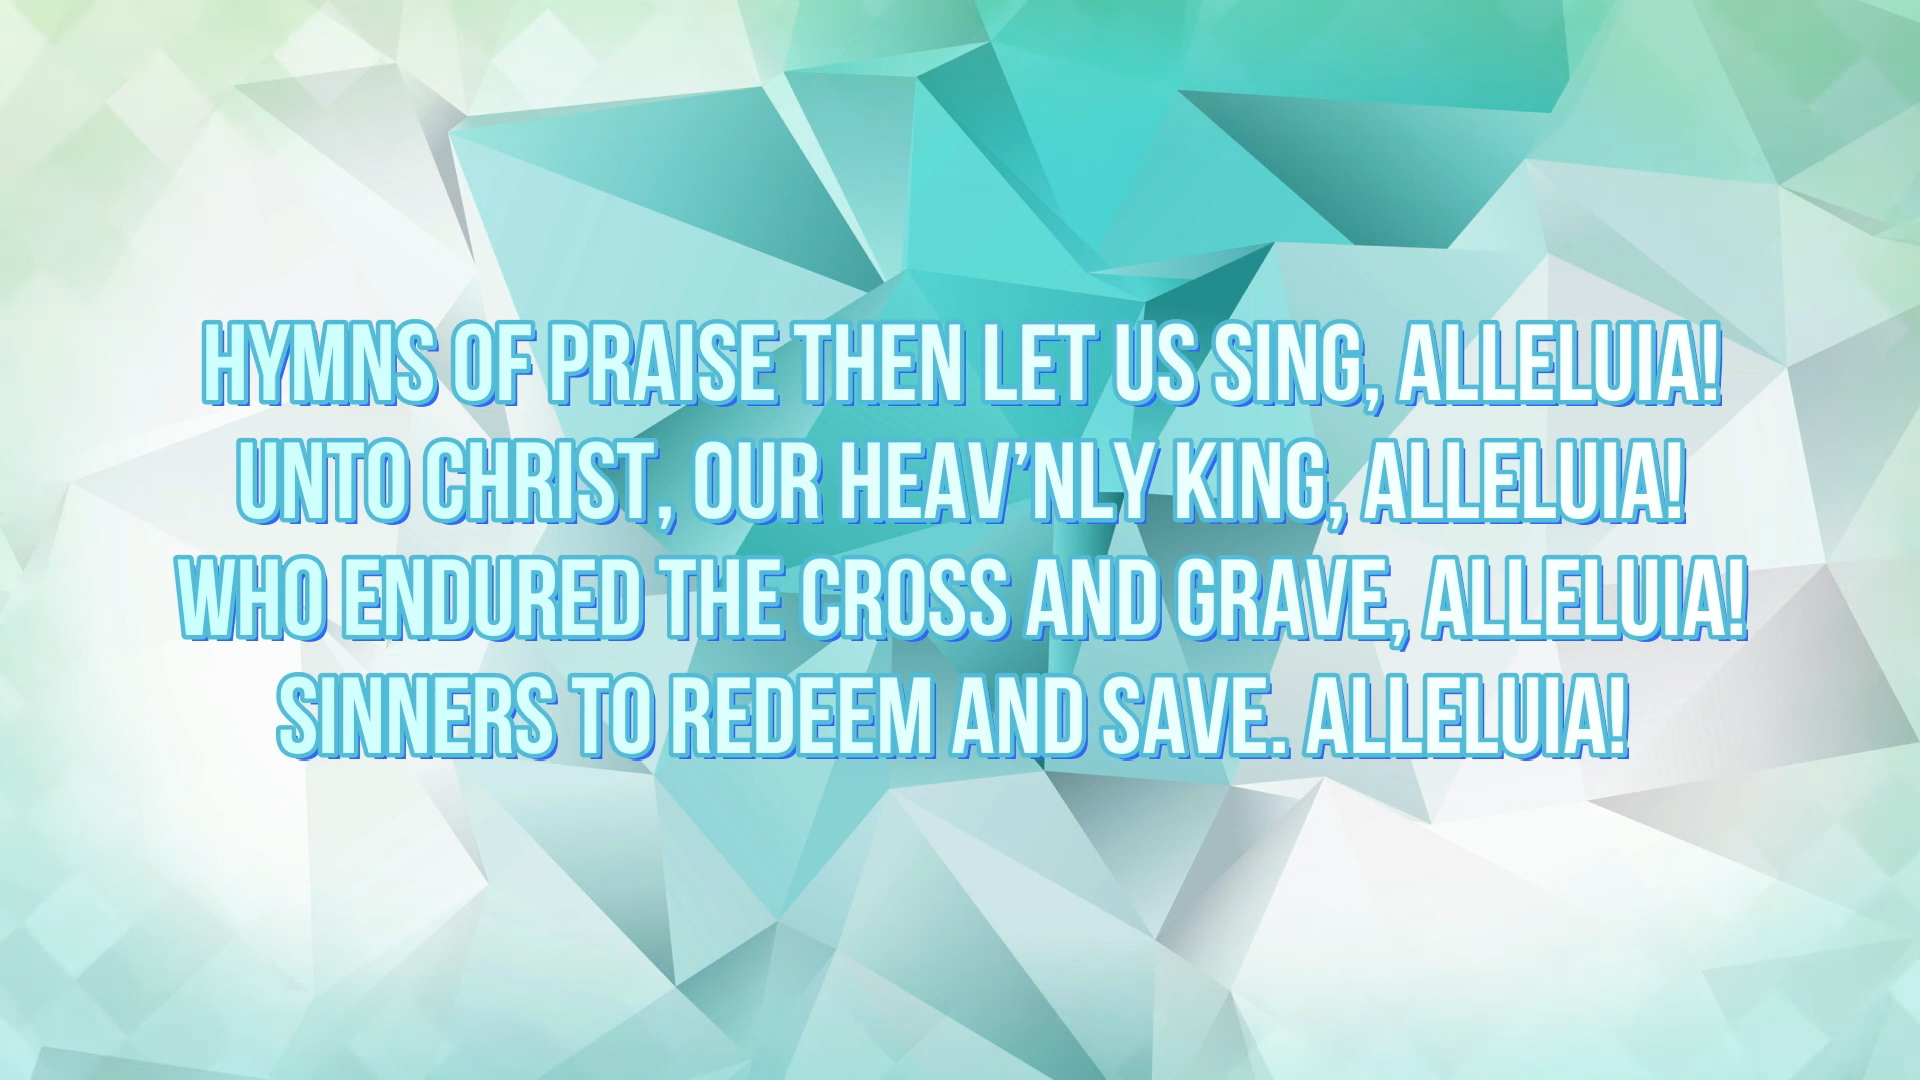 HYMNS OF PRAISE THEN LET US SING, ALLELUIA!
UNTO CHRIST, OUR HEAV’NLY KING, ALLELUIA!
WHO ENDURED THE CROSS AND GRAVE, ALLELUIA!
SINNERS TO REDEEM AND SAVE. ALLELUIA!